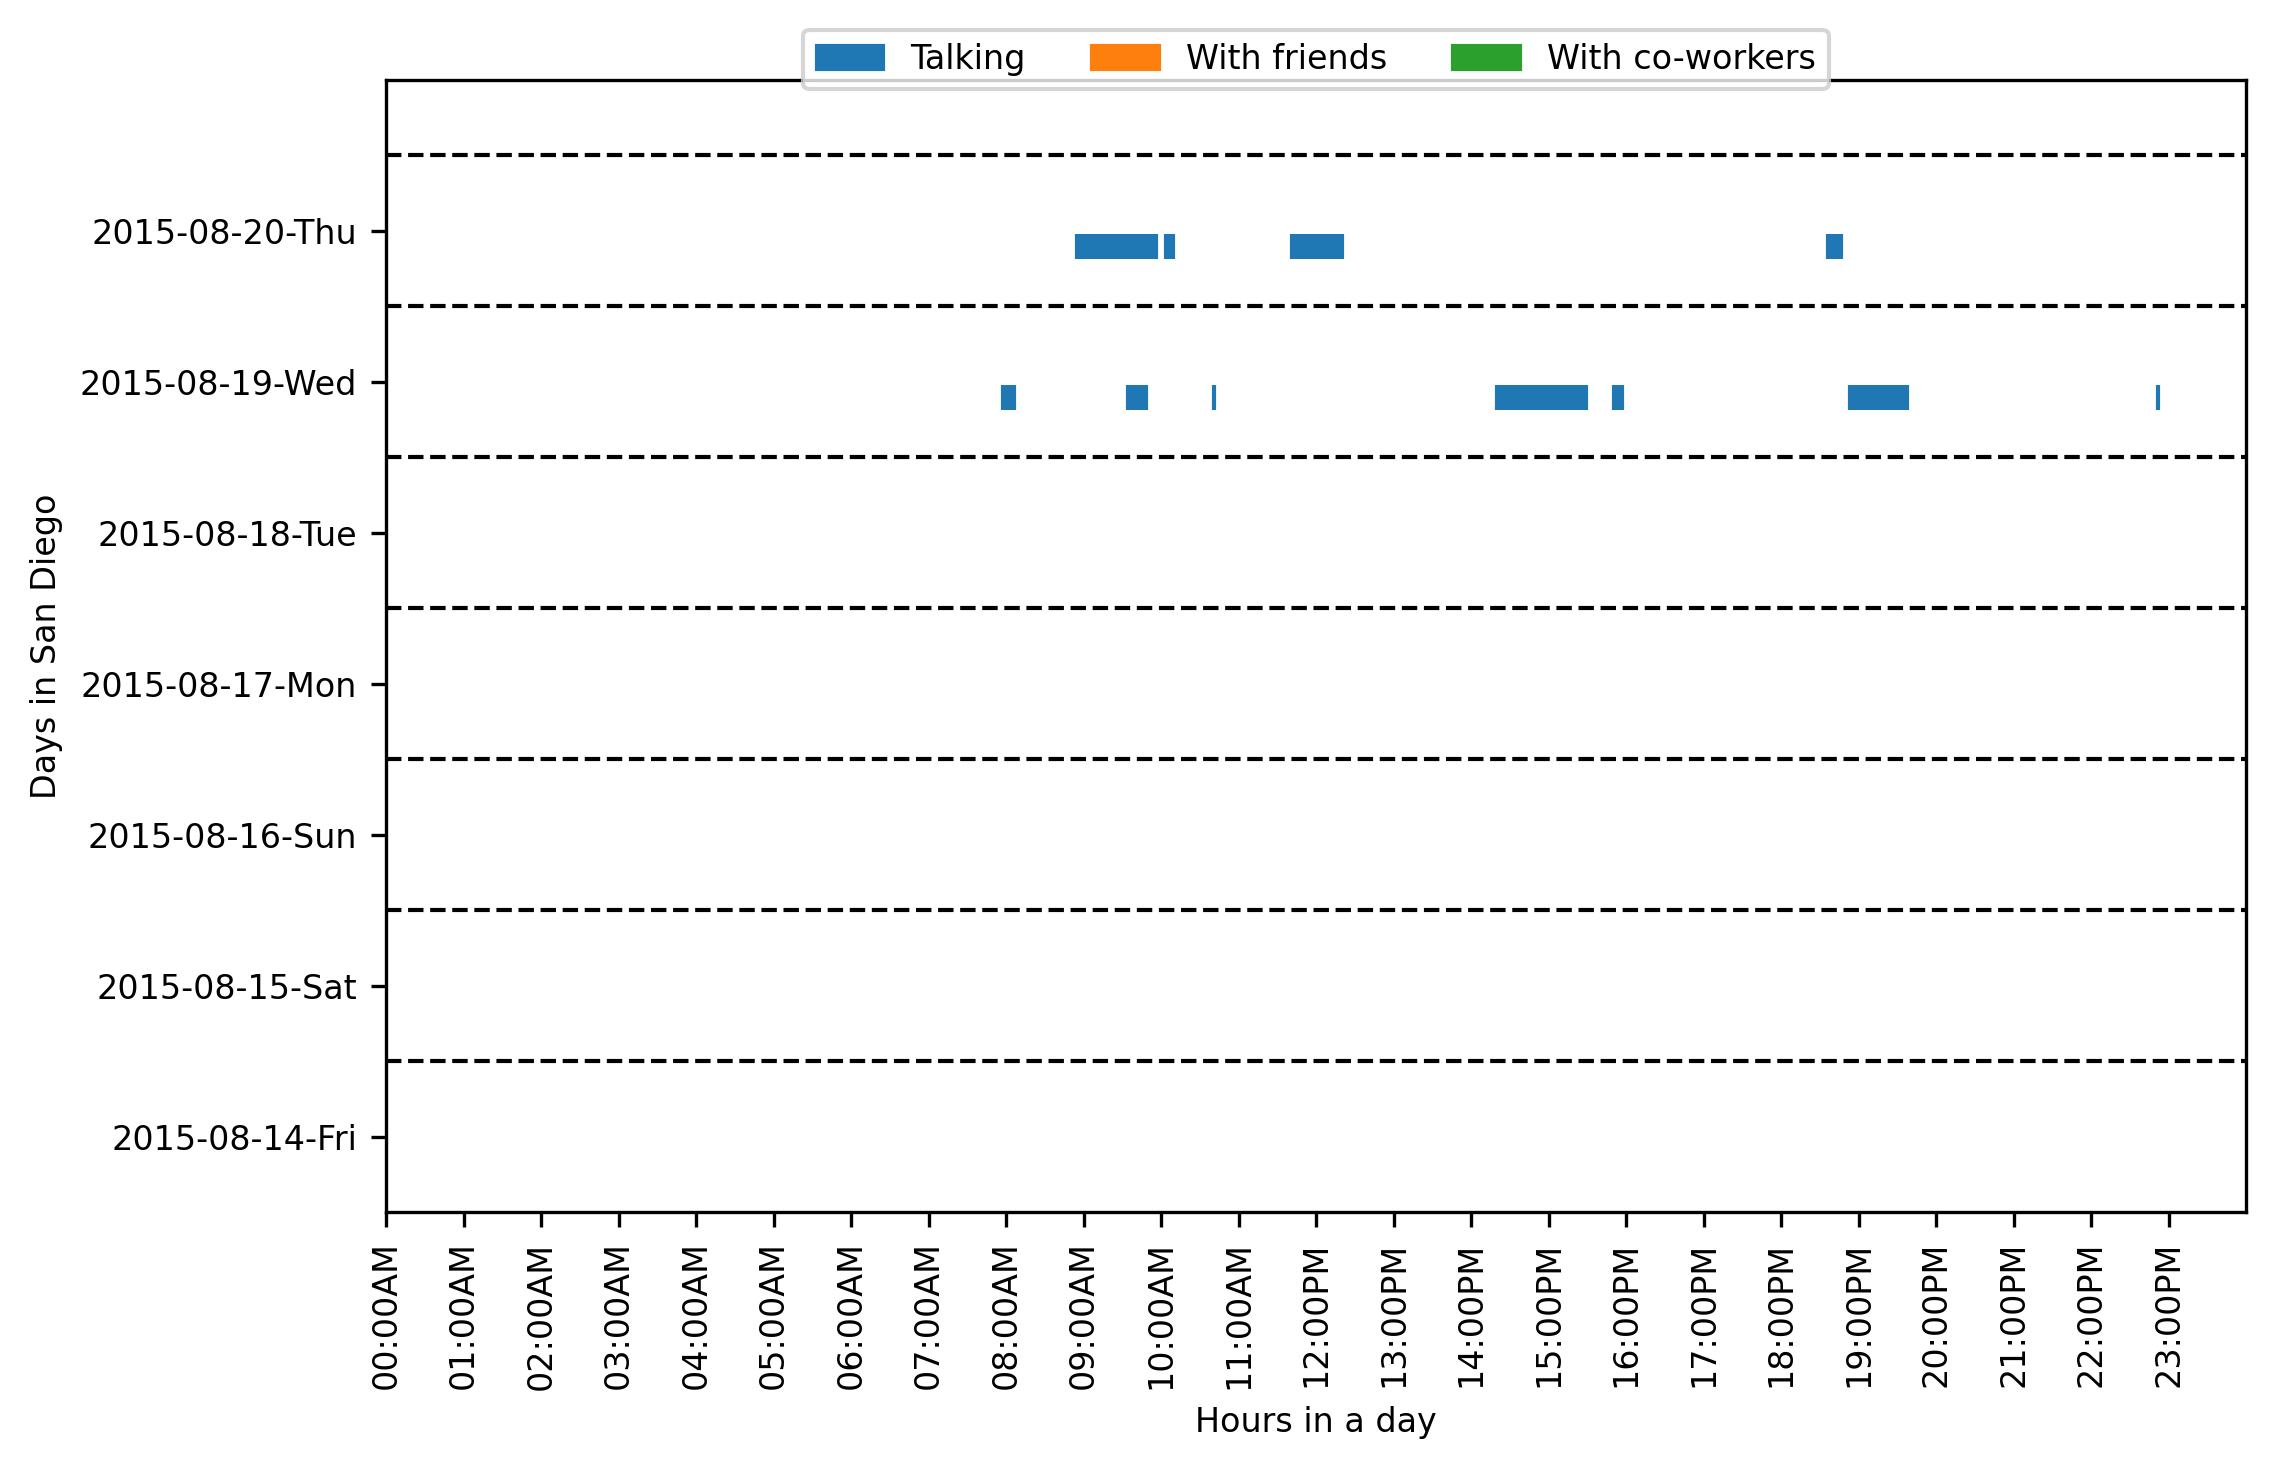 Talking With friends With co-workers
2015-08-20-Thu
2015-08-19-Wed
2015-08-18-Tue
2015-08-17-Mon
2015-08-16-Sun
2015-08-15-Sat
2015-08-14-Fri
Days in San Diego
00:00AM
01:00AM
02:00AM
03:00AM
04:00AM
05:00AM
06:00AM
07:00AM
08:00AM
09:00AM
10:00AM
11:00AM
12:00PM
13:00PM
14:00PM
15:00PM
16:00PM
17:00PM
18:00PM
19:00PM
20:00PM
21:00PM
22:00PM
23:00PM
Hours in a day